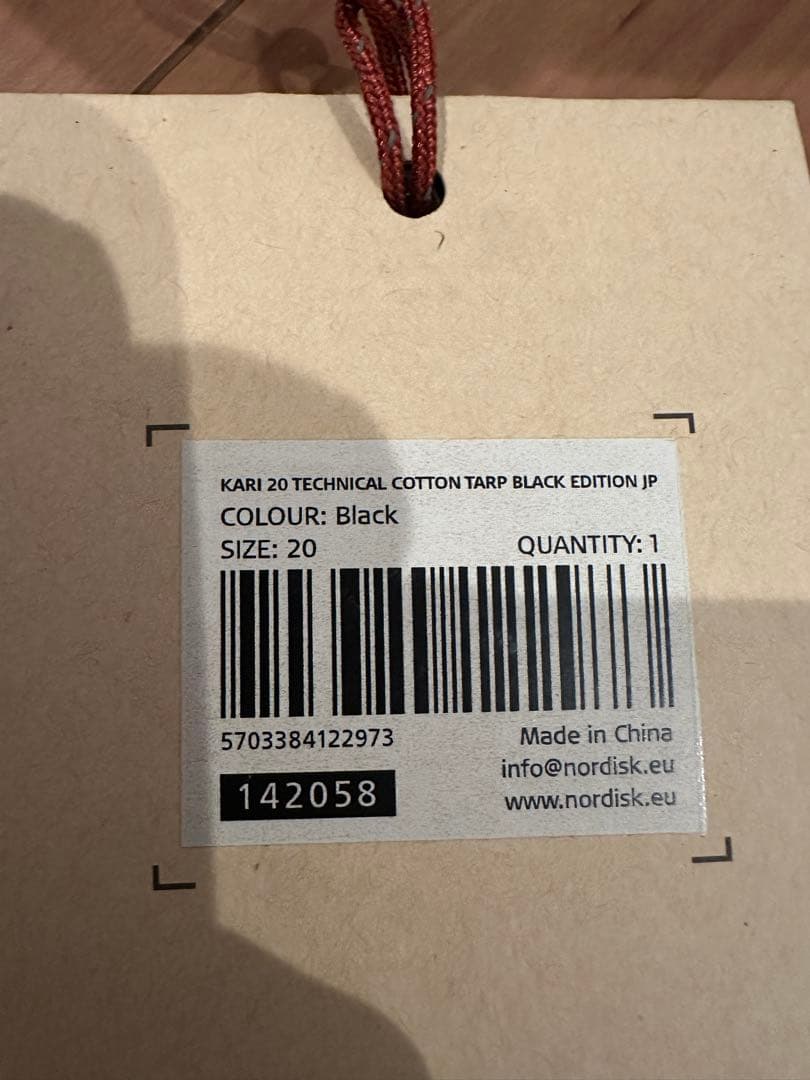 KARI 20 TECHNICAL COTTON TARP BLACK EDITION JP
COLOUR: Black
SIZE: 20 QUANTITY: 1
5703384122973
Made in China
142058
info@nordisk.eu
www.nordisk.eu